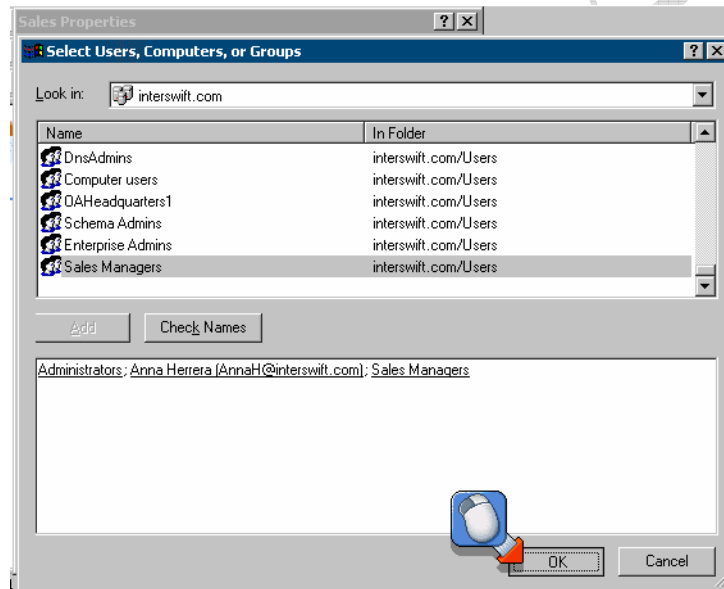 Sales Properties
Select Users, Computers, or Groups
Look in: interswift.com
Name In Folder
DnsAdmins interswift.com/Users
Computer users interswift.com/Users
OAHeadquarters1 interswift.com/Users
Schema Admins interswift.com/Users
Enterprise Admins interswift.com/Users
Sales Managers interswift.com/Users
Add Check Names
Administrators; Anna Herrera (AnnaH@interswift.com); Sales Managers
OK Cancel